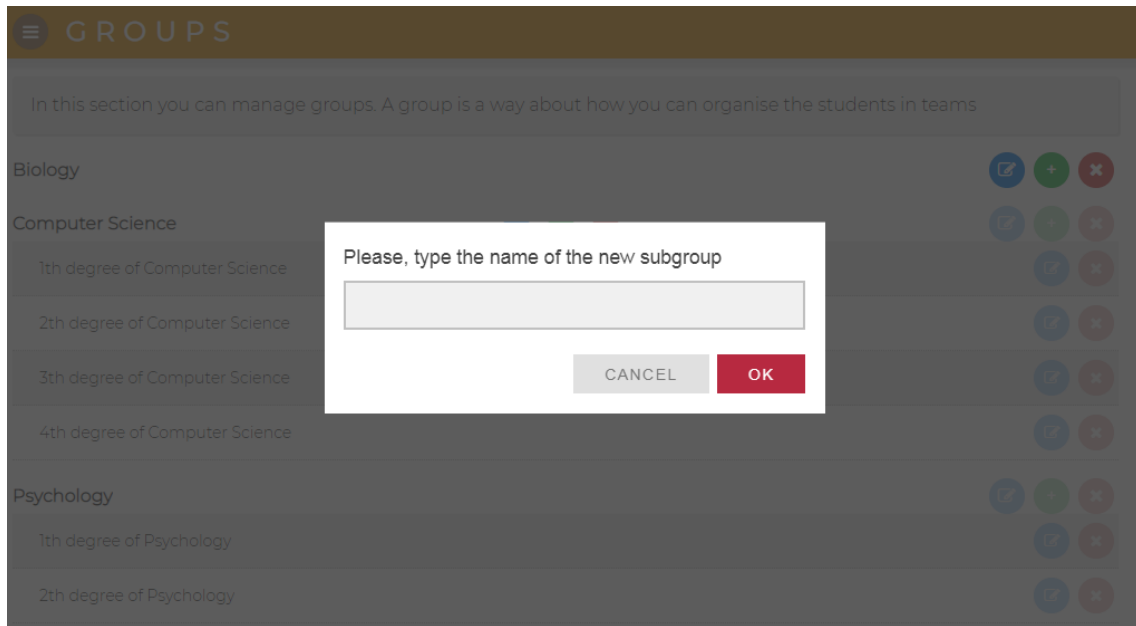 GROUPS
In this section you can manage groups. A group is a way about how you can organise the students in teams
Biology
Computer Science
1th degree of Computer Science
2th degree of Computer Science
3th degree of Computer Science
4th degree of Computer Science
Psychology
1th degree of Psychology
2th degree of Psychology
Please, type the name of the new subgroup
CANCEL OK